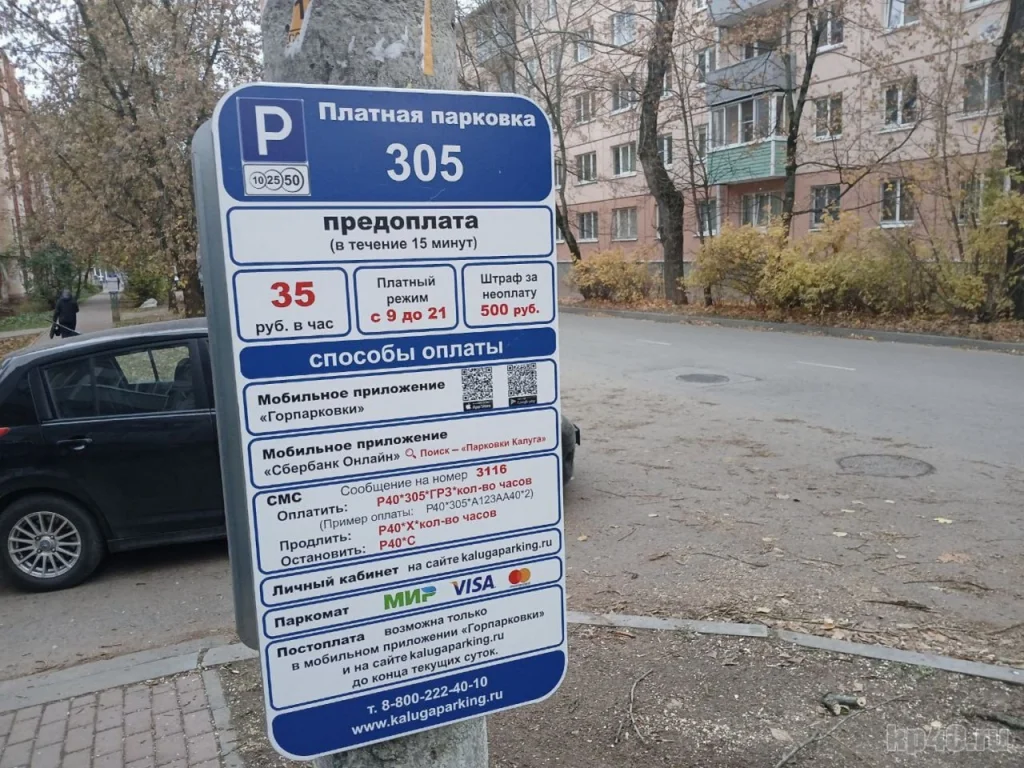 P
Платная парковка
305
10 25 50
предоплата
(в течение 15 минут)
35
руб. в час
Платный
режим
с 9 до 21
Штраф за
неоплату
500 руб.
способы оплаты
Мобильное приложение
«Горпарковки»
Мобильное приложение
«Сбербанк Онлайн» Поиск – «Парковки Калуга»
СМС Сообщение на номер 3116
Оплатить: P40*305*ГРЗ*кол-во часов
(Пример оплаты: P40*305*А123АА40*2)
Продлить: P40*X*кол-во часов
Остановить: P40*C
Личный кабинет на сайте kalugaparking.ru
Паркомат МИР VISA
Постоплата возможна только
в мобильном приложении «Горпарковки»
и на сайте kalugaparking.ru
до конца текущих суток.
т. 8-800-222-40-10
www.kalugaparking.ru
kp40.ru